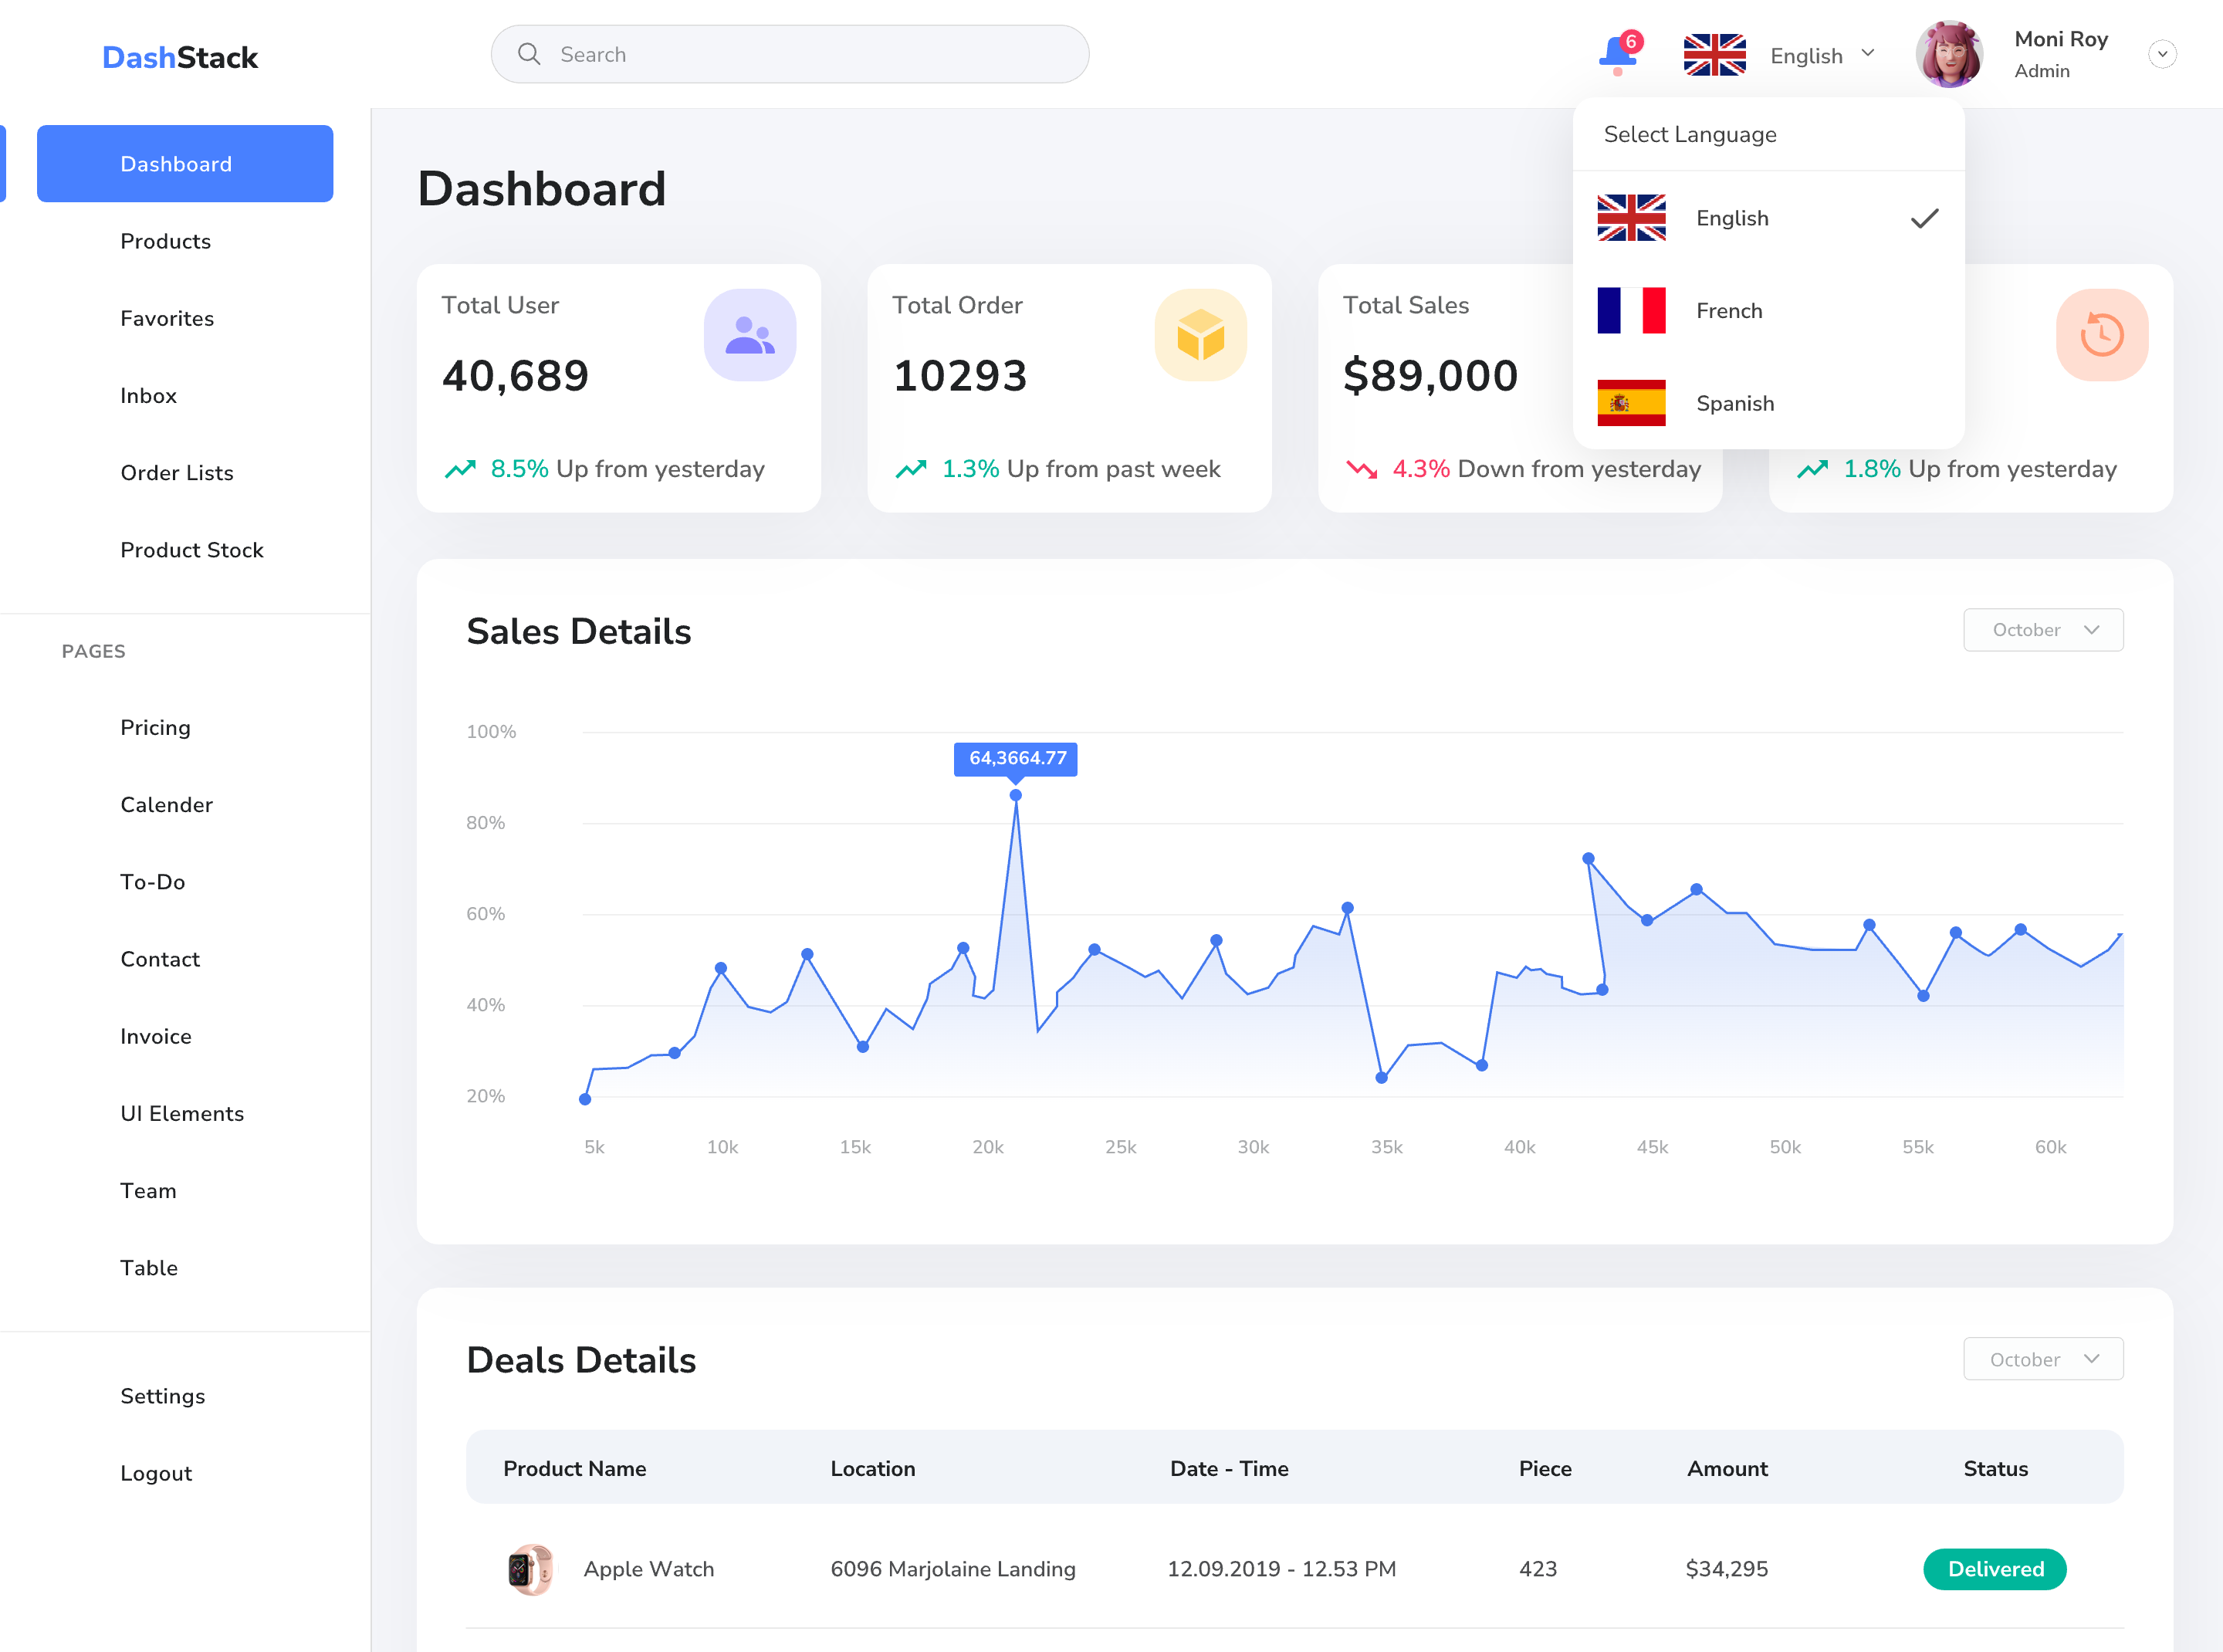 DashStack
Search
6
English
Moni Roy
Admin
Select Language
English
French
Spanish
Dashboard
Products
Favorites
Inbox
Order Lists
Product Stock
PAGES
Pricing
Calender
To-Do
Contact
Invoice
UI Elements
Team
Table
Settings
Logout
Dashboard
Total User
40,689
8.5% Up from yesterday
Total Order
10293
1.3% Up from past week
Total Sales
$89,000
4.3% Down from yesterday
1.8% Up from yesterday
Sales Details
October
100%
80%
60%
40%
20%
64,3664.77
5k 10k 15k 20k 25k 30k 35k 40k 45k 50k 55k 60k
Deals Details
October
Product Name Location Date - Time Piece Amount Status
Apple Watch 6096 Marjolaine Landing 12.09.2019 - 12.53 PM 423 $34,295 Delivered